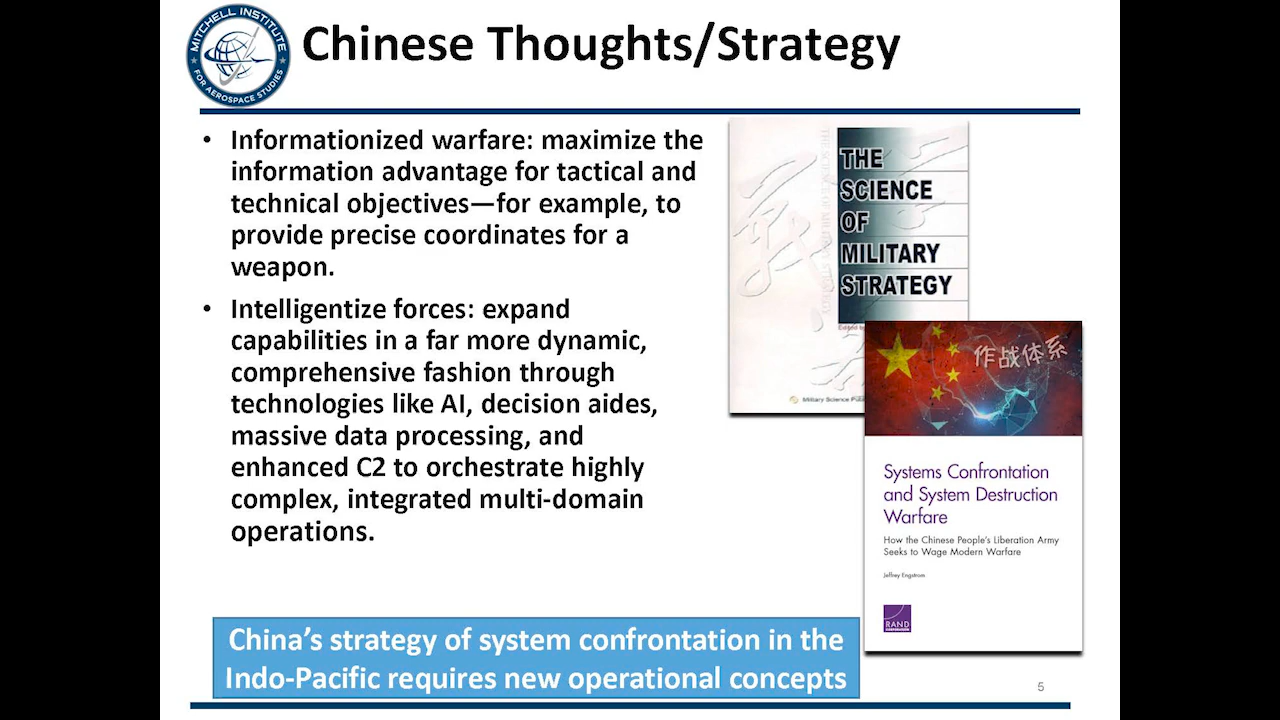 MITCHELL INSTITUTE
FOR AEROSPACE STUDIES
Chinese Thoughts/Strategy
• Informationized warfare: maximize the
information advantage for tactical and
technical objectives—for example, to
provide precise coordinates for a
weapon.
• Intelligentize forces: expand
capabilities in a far more dynamic,
comprehensive fashion through
technologies like AI, decision aides,
massive data processing, and
enhanced C2 to orchestrate highly
complex, integrated multi-domain
operations.
THE
SCIENCE
OF
MILITARY
STRATEGY
Edited
Military Science
作战体系
Systems Confrontation
and System Destruction
Warfare
How the Chinese People's Liberation Army
Seeks to Wage Modern Warfare
Jeffrey Engstrom
RAND
CORPORATION
China's strategy of system confrontation in the
Indo-Pacific requires new operational concepts
5